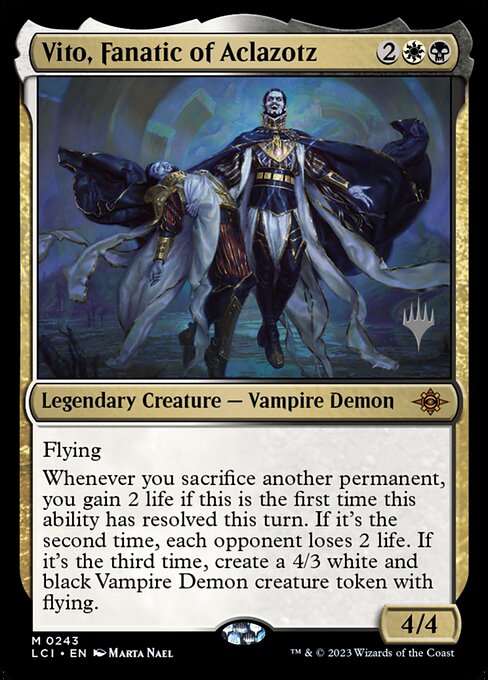 Vito, Fanatic of Aclazotz 2
Legendary Creature — Vampire Demon
Flying
Whenever you sacrifice another permanent,
you gain 2 life if this is the first time this
ability has resolved this turn. If it's the
second time, each opponent loses 2 life. If
it's the third time, create a 4/3 white and
black Vampire Demon creature token with
flying.
4/4
M 0243
LCI • EN Marta Nael
™ & © 2023 Wizards of the Coast